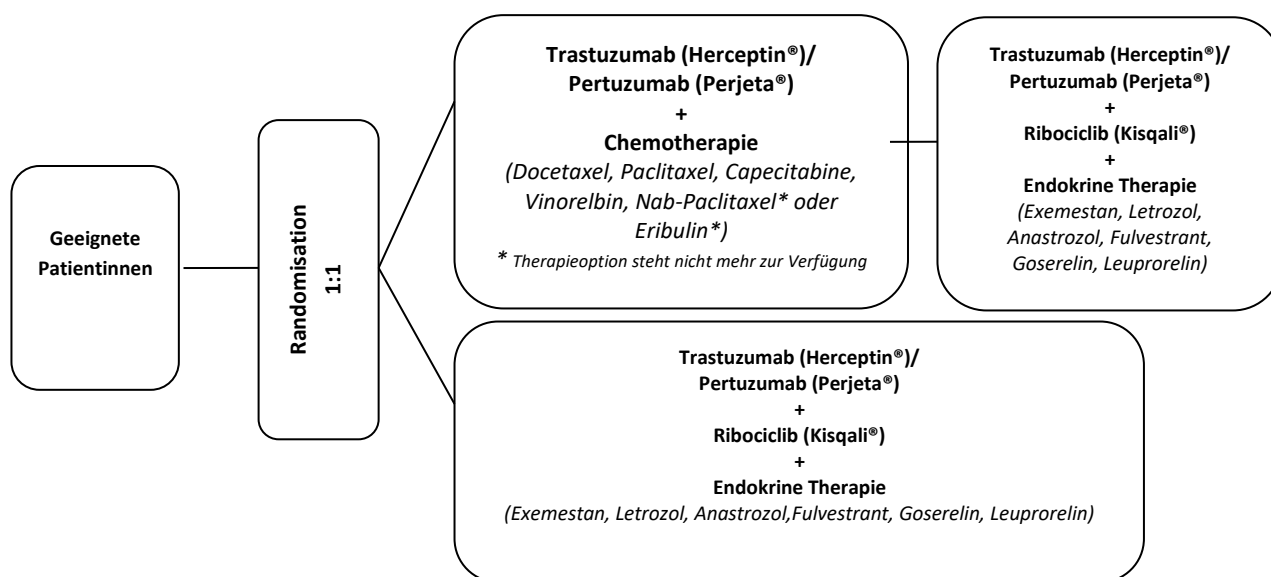 Geeignete
Patientinnen
Randomisation
1:1
Trastuzumab (Herceptin®)/
Pertuzumab (Perjeta®)
+
Chemotherapie
(Docetaxel, Paclitaxel, Capecitabine,
Vinorelbin, Nab-Paclitaxel* oder
Eribulin*)
* Therapieoption steht nicht mehr zur Verfügung
Trastuzumab (Herceptin®)/
Pertuzumab (Perjeta®)
+
Ribociclib (Kisqali®)
+
Endokrine Therapie
(Exemestan, Letrozol,
Anastrozol, Fulvestrant,
Goserelin, Leuprorelin)
Trastuzumab (Herceptin®)/
Pertuzumab (Perjeta®)
+
Ribociclib (Kisqali®)
+
Endokrine Therapie
(Exemestan, Letrozol, Anastrozol,Fulvestrant, Goserelin, Leuprorelin)